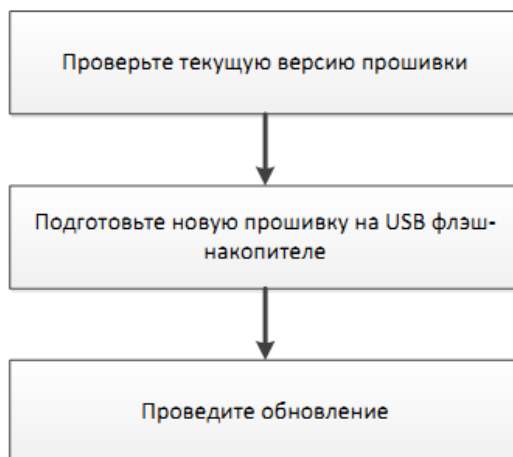 Проверьте текущую версию прошивки
Подготовьте новую прошивку на USB флэш-
накопителе
Проведите обновление